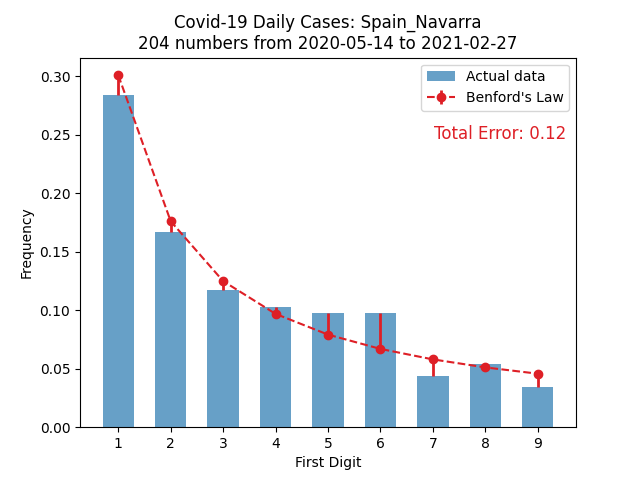 Covid-19 Daily Cases: Spain_Navarra
204 numbers from 2020-05-14 to 2021-02-27
Actual data
Benford's Law
Total Error: 0.12
Frequency
0.30
0.25
0.20
0.15
0.10
0.05
0.00
1 2 3 4 5 6 7 8 9
First Digit